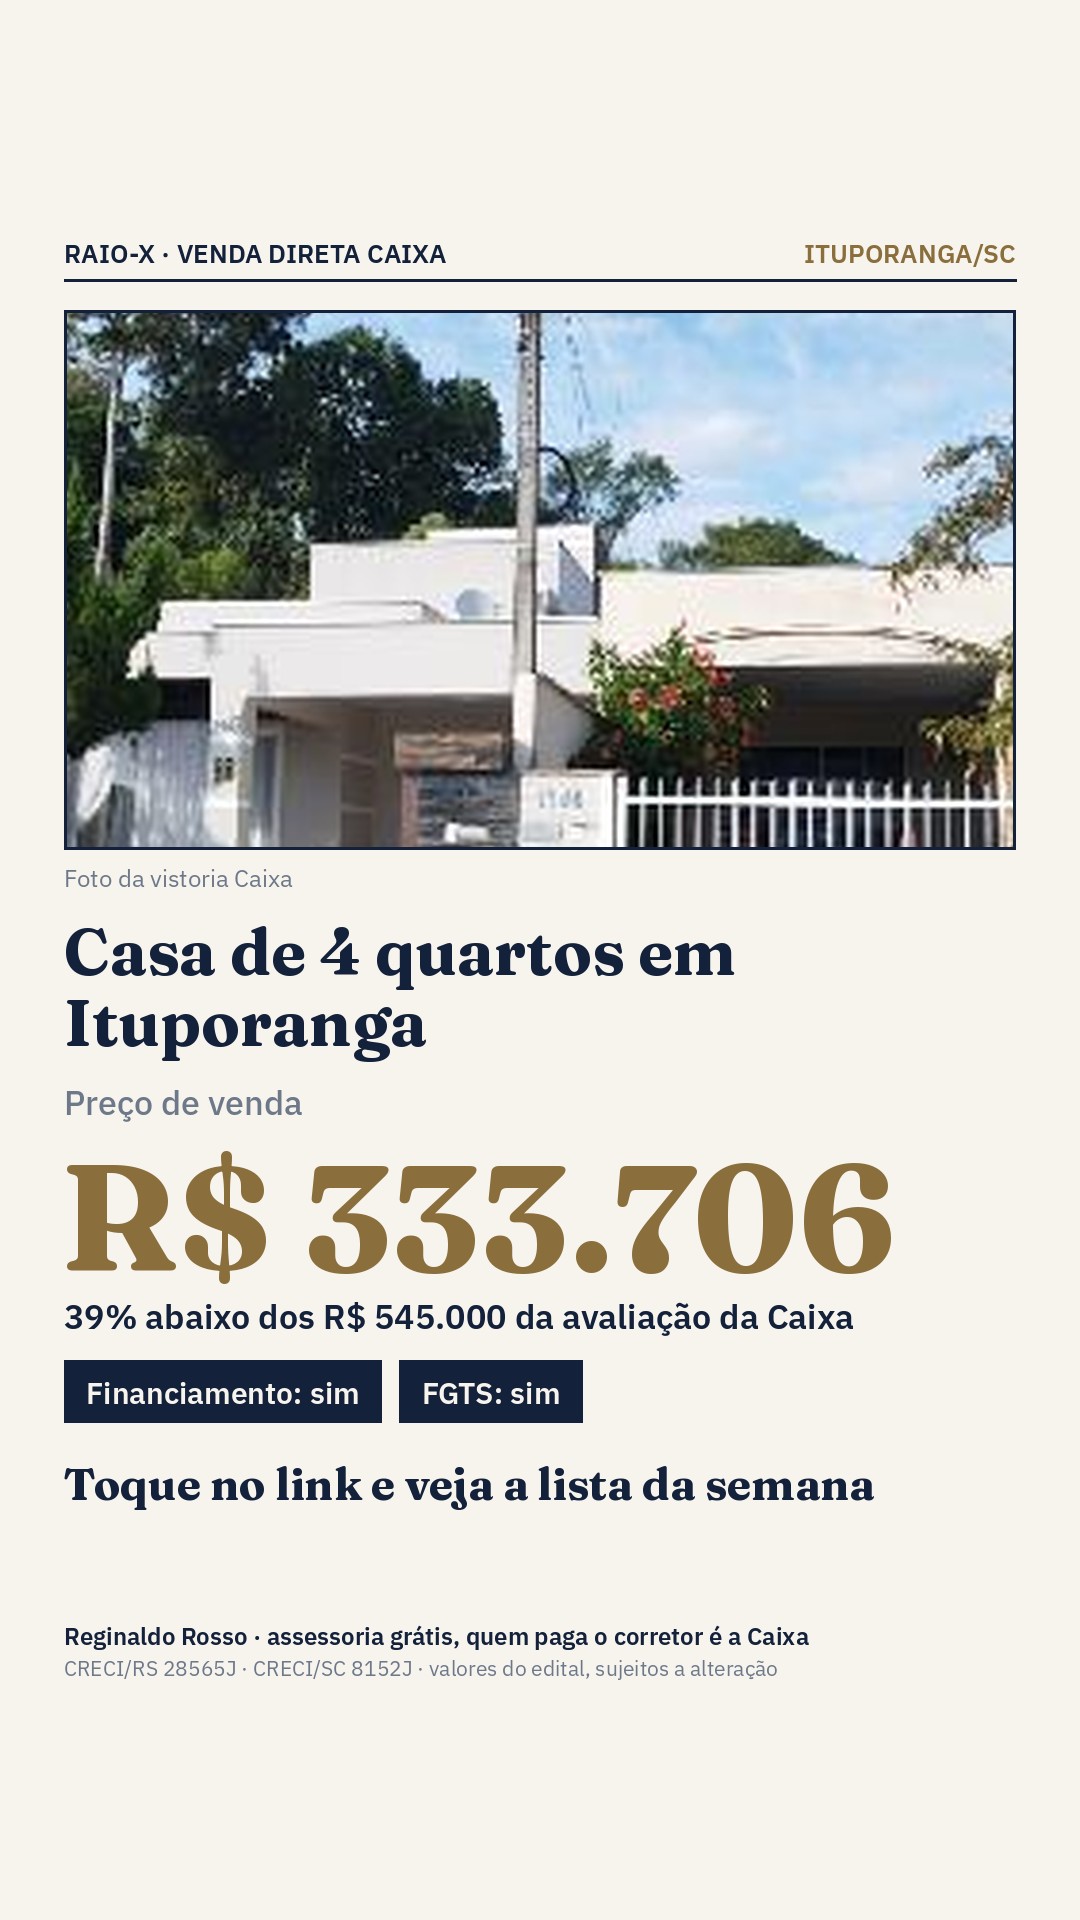 RAIO-X · VENDA DIRETA CAIXA
ITUPORANGA/SC
Foto da vistoria Caixa
Casa de 4 quartos em
Ituporanga
Preço de venda
R$ 333.706
39% abaixo dos R$ 545.000 da avaliação da Caixa
Financiamento: sim
FGTS: sim
Toque no link e veja a lista da semana
Reginaldo Rosso · assessoria grátis, quem paga o corretor é a Caixa
CRECI/RS 28565J · CRECI/SC 8152J · valores do edital, sujeitos a alteração